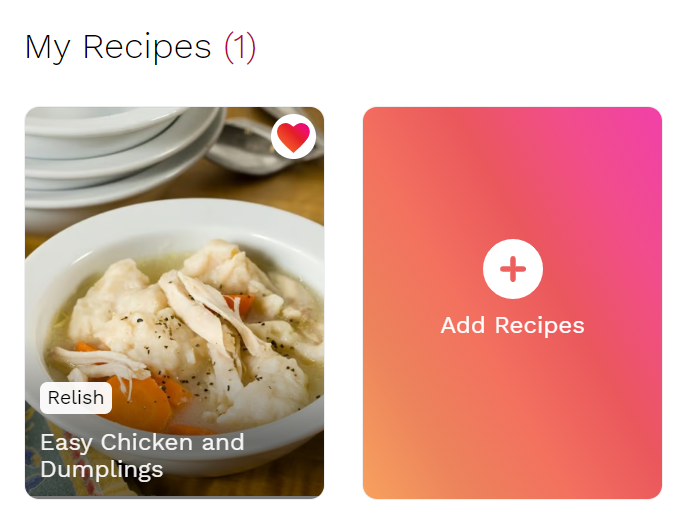 My Recipes (1)
Relish
Easy Chicken and
Dumplings
Add Recipes